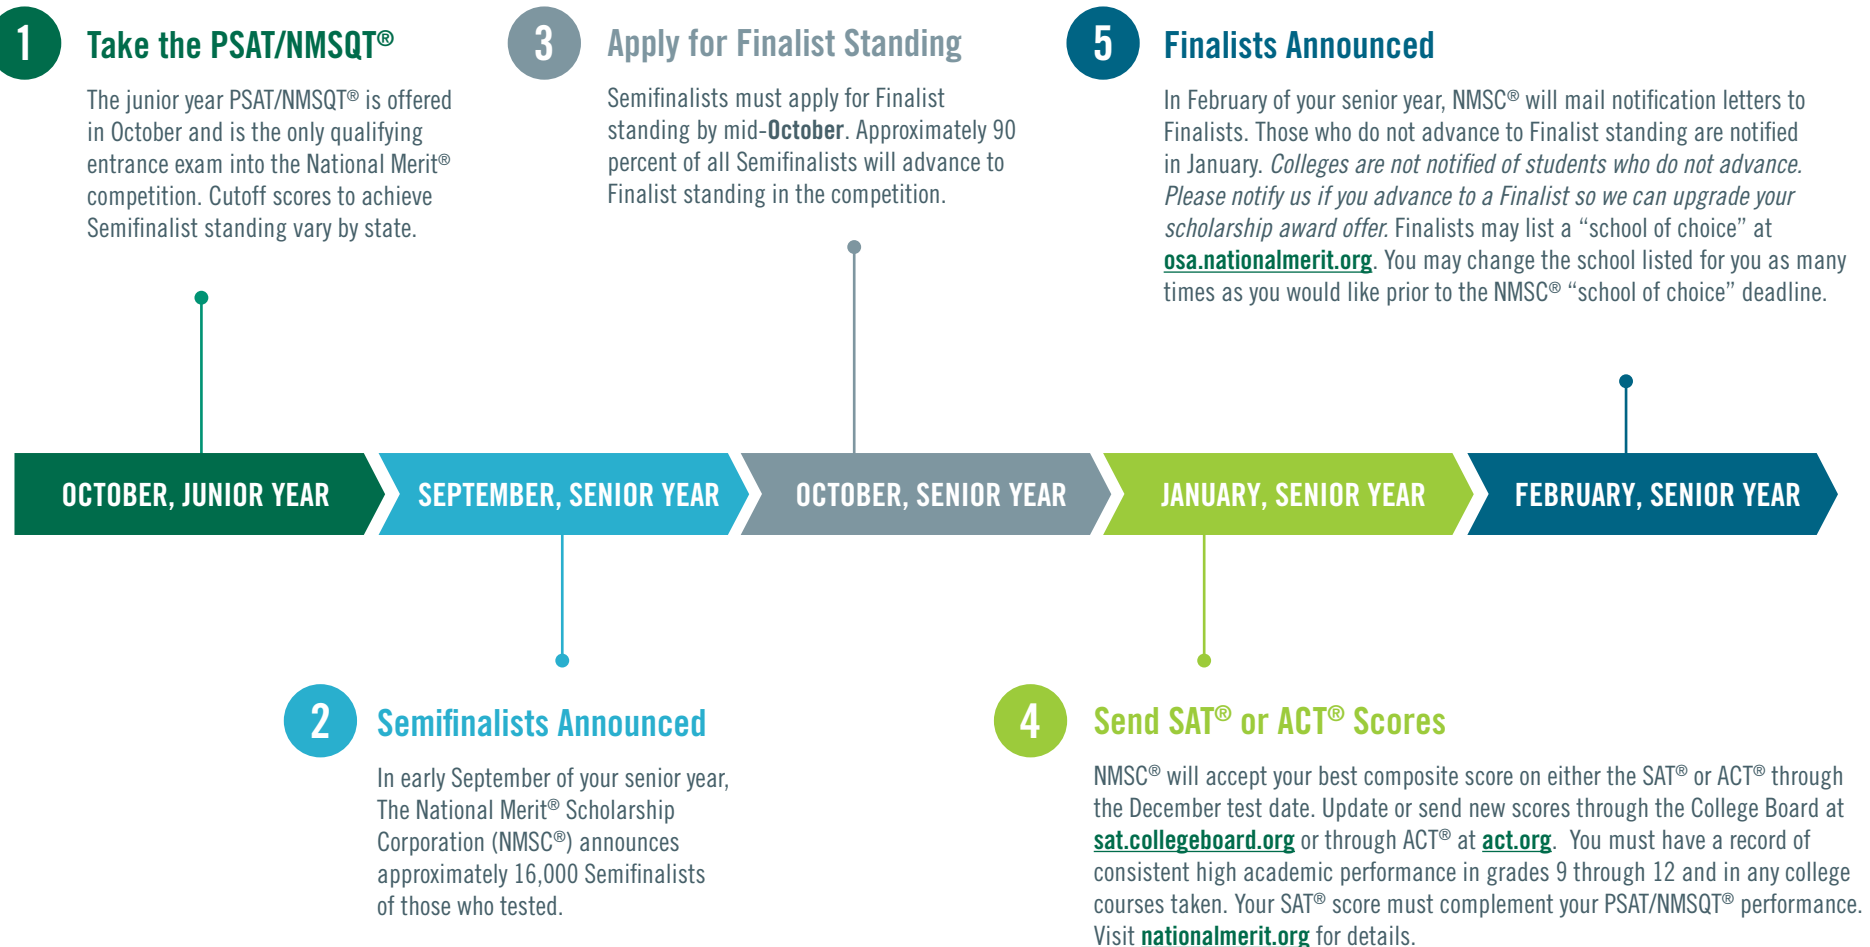 1
Take the PSAT/NMSQT®
The junior year PSAT/NMSQT® is offered
in October and is the only qualifying
entrance exam into the National Merit®
competition. Cutoff scores to achieve
Semifinalist standing vary by state.
3
Apply for Finalist Standing
Semifinalists must apply for Finalist
standing by mid-October. Approximately 90
percent of all Semifinalists will advance to
Finalist standing in the competition.
5
Finalists Announced
In February of your senior year, NMSC® will mail notification letters to
Finalists. Those who do not advance to Finalist standing are notified
in January. Colleges are not notified of students who do not advance.
Please notify us if you advance to a Finalist so we can upgrade your
scholarship award offer. Finalists may list a “school of choice” at
osa.nationalmerit.org. You may change the school listed for you as many
times as you would like prior to the NMSC® “school of choice” deadline.
OCTOBER, JUNIOR YEAR
SEPTEMBER, SENIOR YEAR
OCTOBER, SENIOR YEAR
JANUARY, SENIOR YEAR
FEBRUARY, SENIOR YEAR
2
Semifinalists Announced
In early September of your senior year,
The National Merit® Scholarship
Corporation (NMSC®) announces
approximately 16,000 Semifinalists
of those who tested.
4
Send SAT® or ACT® Scores
NMSC® will accept your best composite score on either the SAT® or ACT® through
the December test date. Update or send new scores through the College Board at
sat.collegeboard.org or through ACT® at act.org. You must have a record of
consistent high academic performance in grades 9 through 12 and in any college
courses taken. Your SAT® score must complement your PSAT/NMSQT® performance.
Visit nationalmerit.org for details.